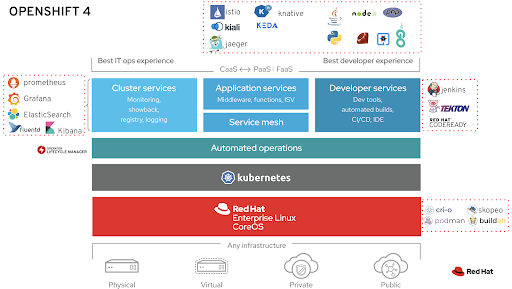 OPENSHIFT 4
istio
knative
node
php
kiali
KEDA
jaeger
Best IT ops experience
CaaS ↔ PaaS | FaaS
Best developer experience
prometheus
Grafana
ElasticSearch
fluentd
Kibana
Cluster services
Monitoring,
showback,
registry, logging
Application services
Middleware, functions, ISV
Service mesh
Developer services
Dev tools,
automated builds,
CI/CD, IDE
jenkins
TEKTON
RED HAT
CODEREADY
OPERATOR
LIFECYCLE MANAGER
Automated operations
kubernetes
Red Hat
Enterprise Linux
CoreOS
cri-o
skopeo
podman
buildah
Any infrastructure
Physical
Virtual
Private
Public
Red Hat